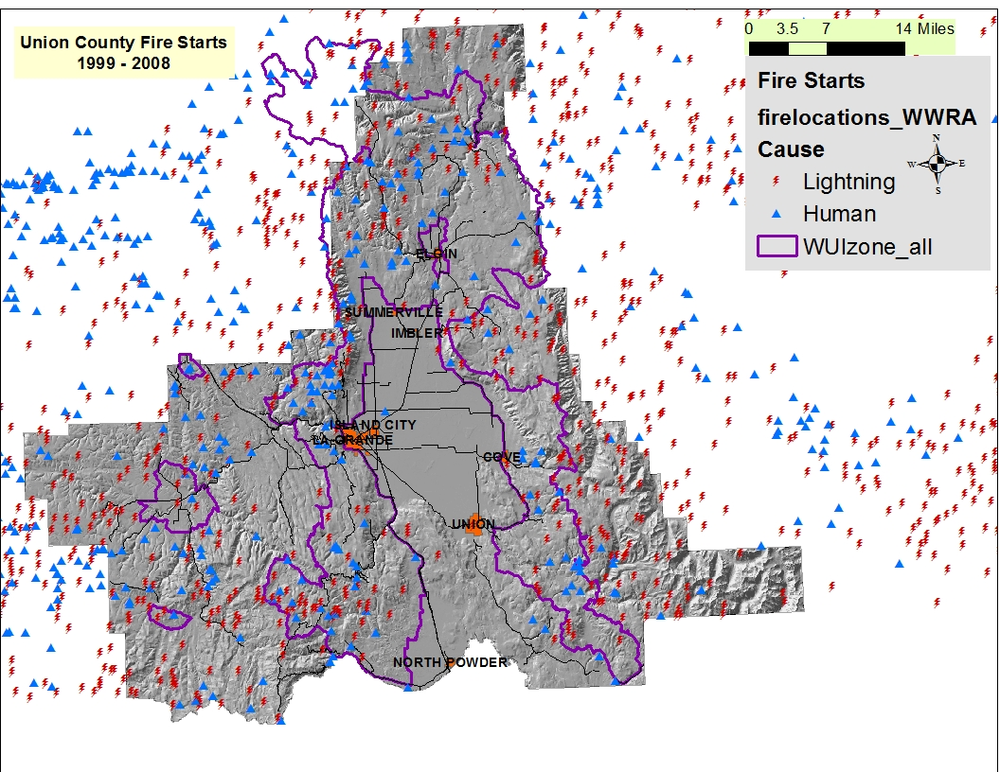 Union County Fire Starts
1999 - 2008
0 3.5 7 14 Miles
Fire Starts
firelocations_WWRA
Cause
N
W E
S
Lightning
Human
WUIzone_all
ELGIN
SUMMERVILLE
IMBLER
ISLAND CITY
LA GRANDE
COVE
UNION
NORTH POWDER